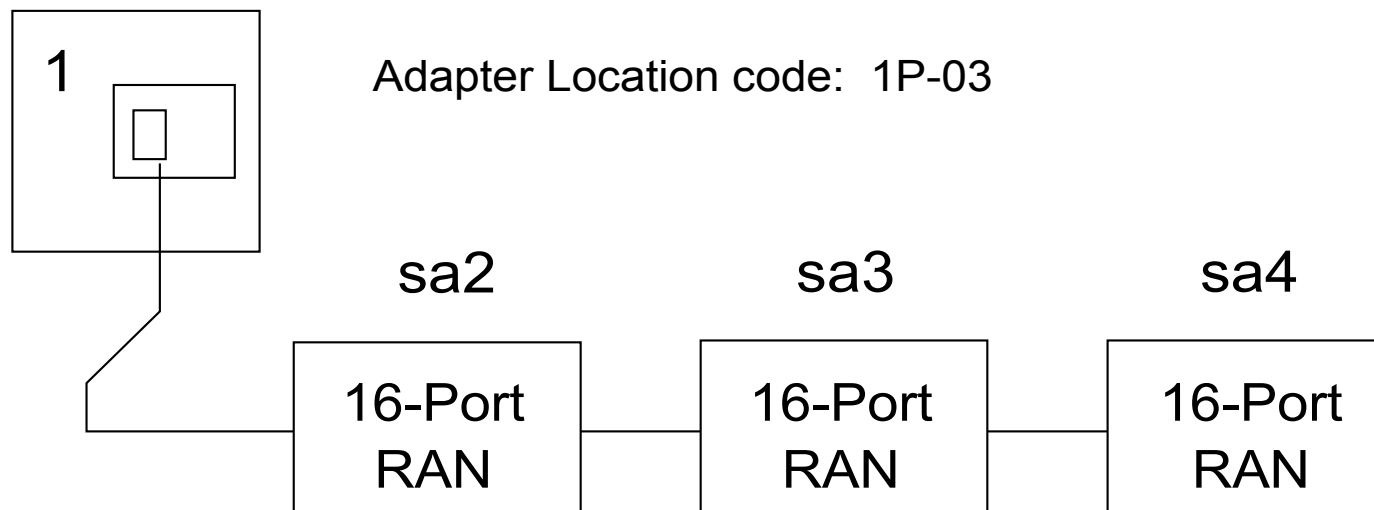 1
Adapter Location code: 1P-03
sa2
sa3
sa4
16-Port
RAN
16-Port
RAN
16-Port
RAN